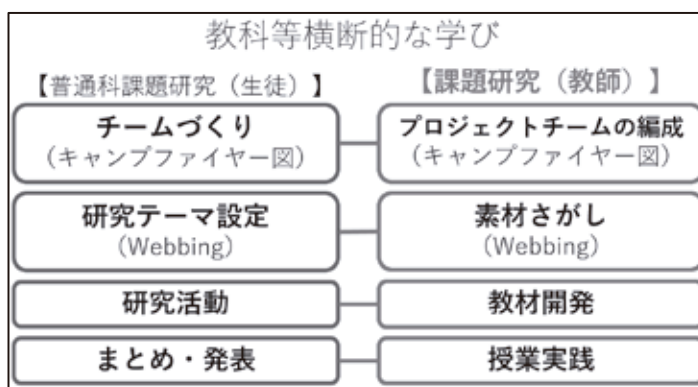 教科等横断的な学び
【普通科課題研究（生徒）】
【課題研究（教師）】
チームづくり
（キャンプファイヤー図）
プロジェクトチームの編成
（キャンプファイヤー図）
研究テーマ設定
（Webbing）
素材さがし
（Webbing）
研究活動
教材開発
まとめ・発表
授業実践